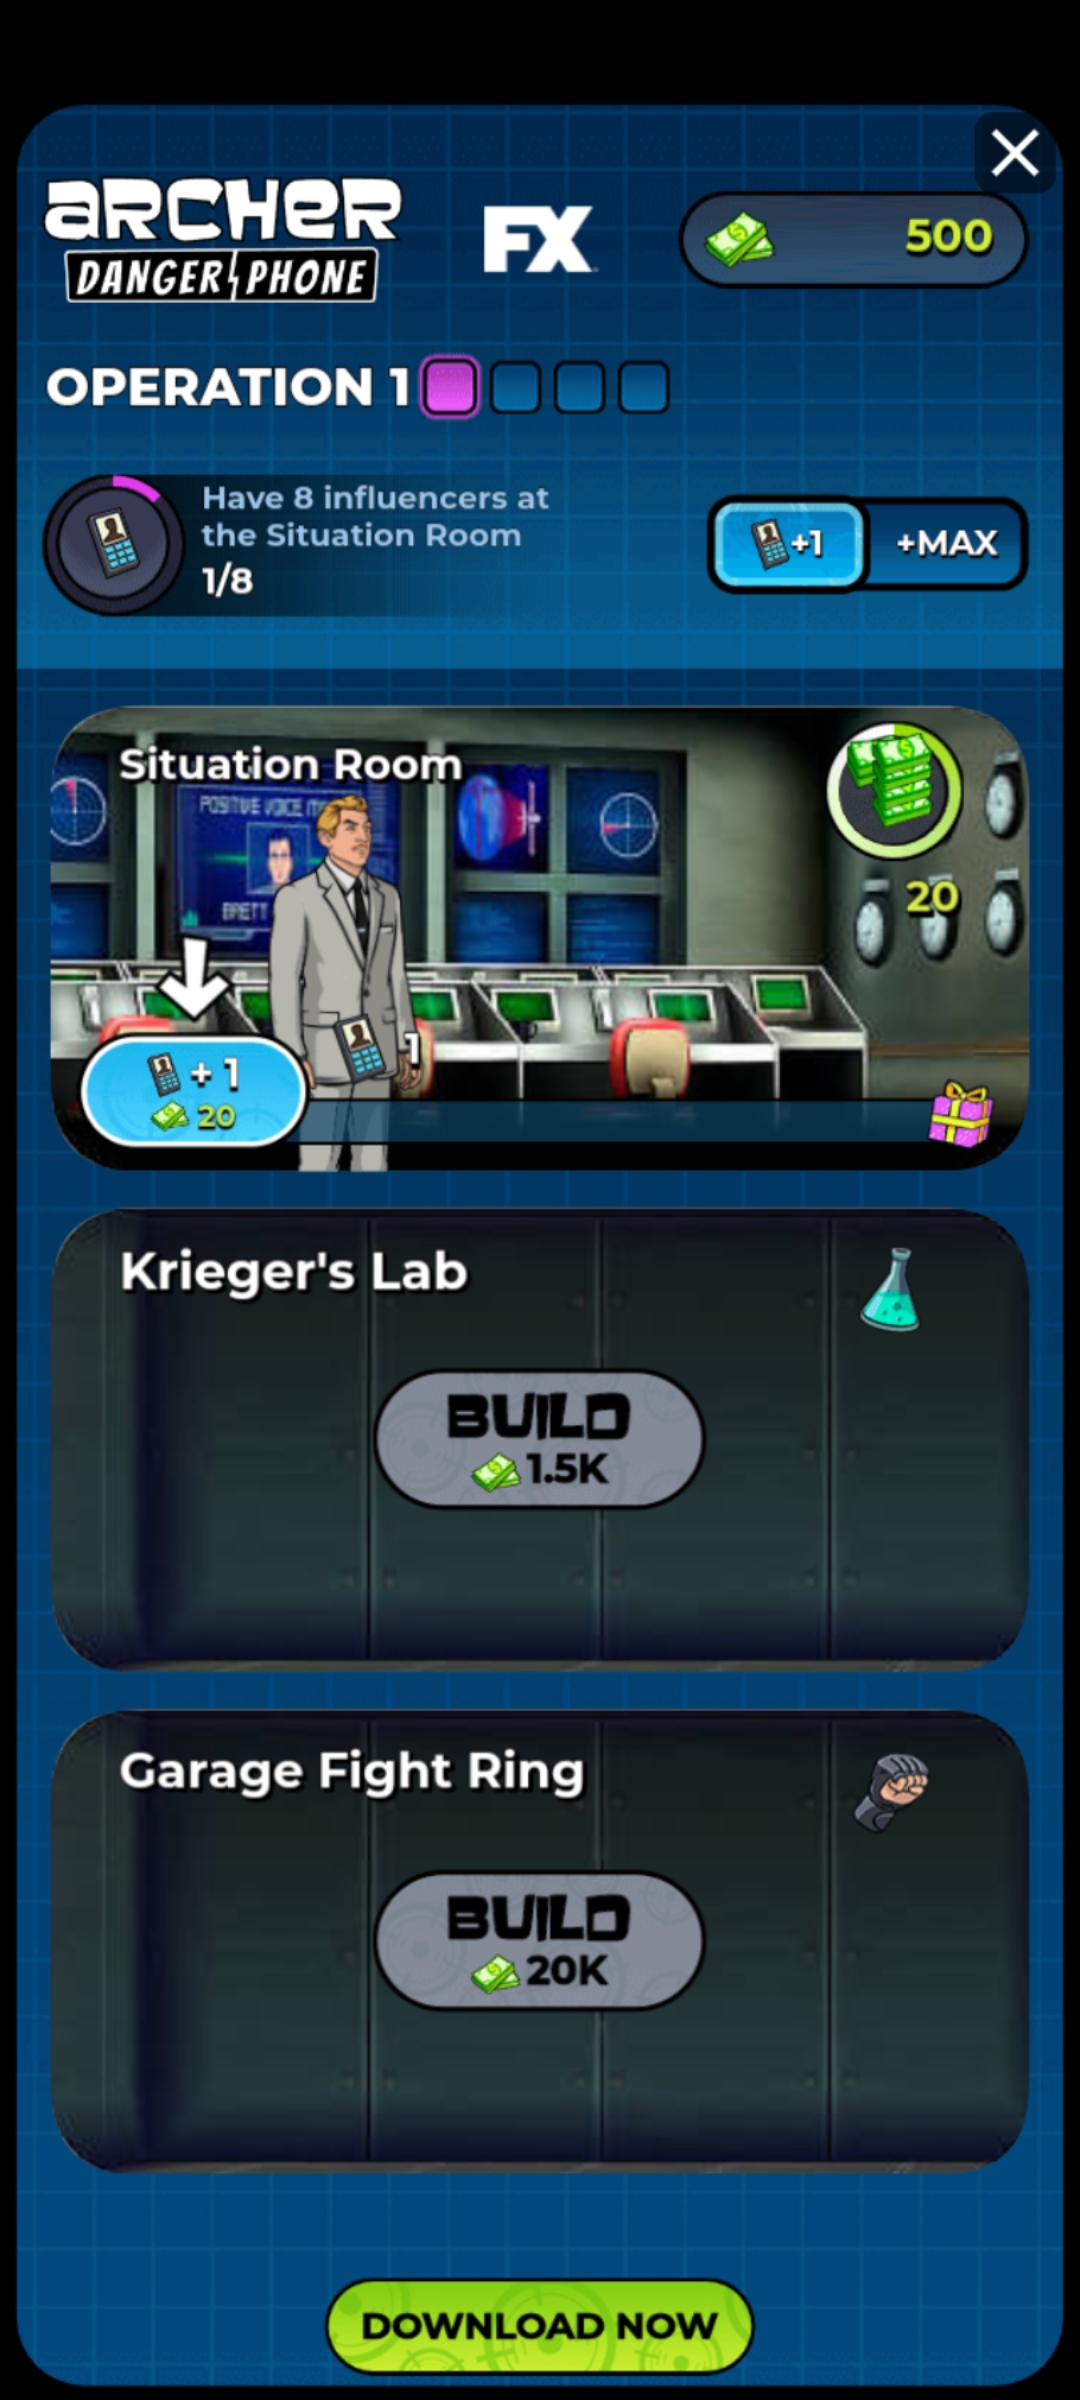 ARCHER
DANGER PHONE
FX
500
OPERATION 1
Have 8 influencers at
the Situation Room
1/8
+1
+MAX
Situation Room
POSITIVE VOICE
BRETT
20
1
+ 1
20
Krieger's Lab
BUILD
1.5K
Garage Fight Ring
BUILD
20K
DOWNLOAD NOW